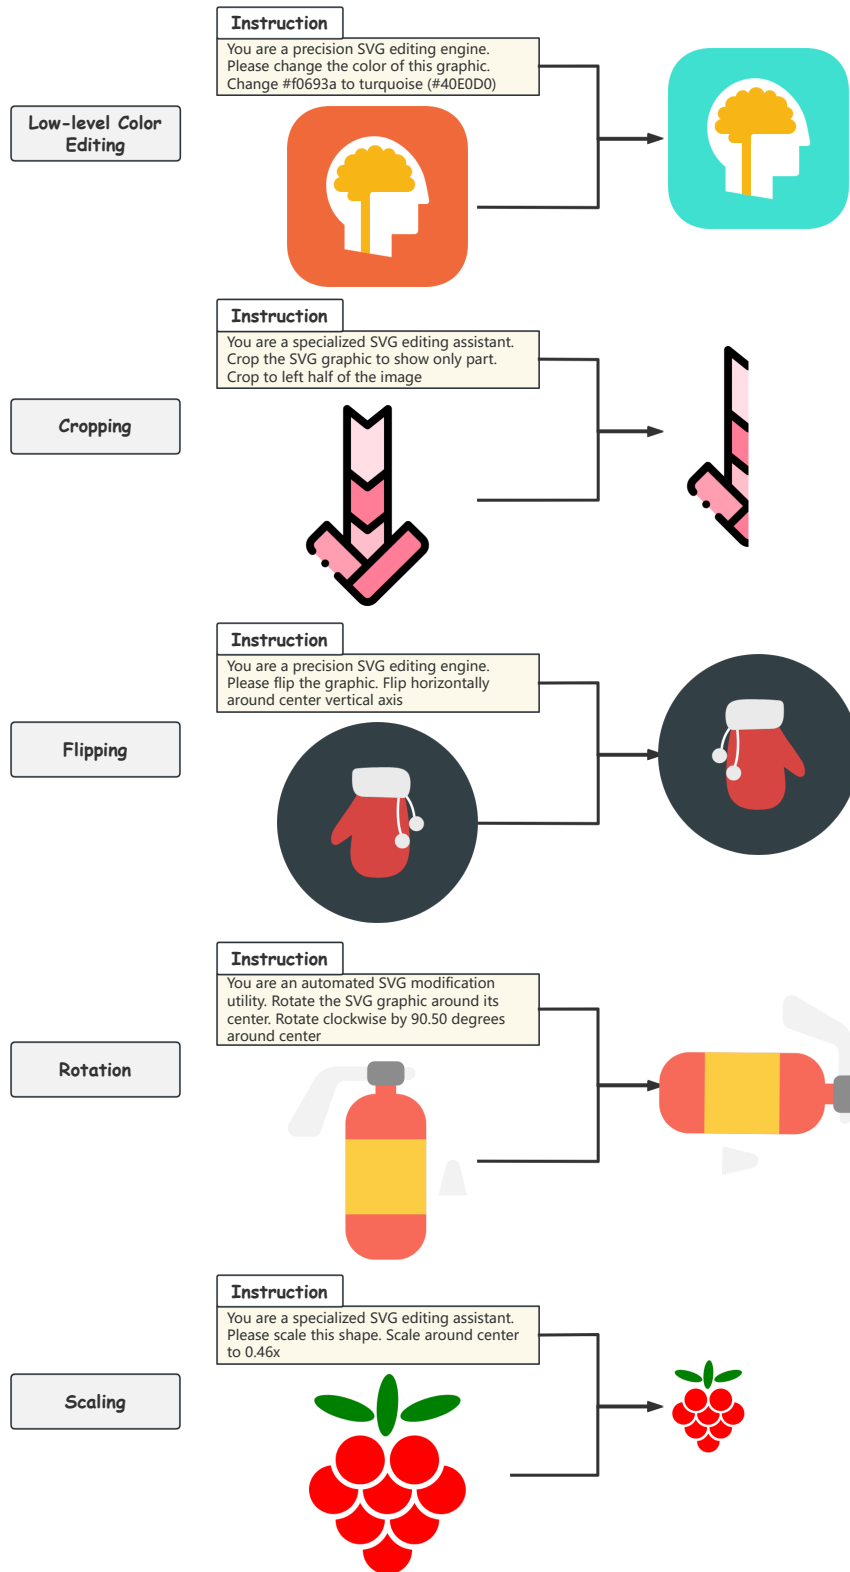 Instruction
You are a precision SVG editing engine.
Please change the color of this graphic.
Change #f0693a to turquoise (#40E0D0)
Low-level Color
Editing
Instruction
You are a specialized SVG editing assistant.
Crop the SVG graphic to show only part.
Crop to left half of the image
Cropping
Instruction
You are a precision SVG editing engine.
Please flip the graphic. Flip horizontally
around center vertical axis
Flipping
Instruction
You are an automated SVG modification
utility. Rotate the SVG graphic around its
center. Rotate clockwise by 90.50 degrees
around center
Rotation
Instruction
You are a specialized SVG editing assistant.
Please scale this shape. Scale around center
to 0.46x
Scaling